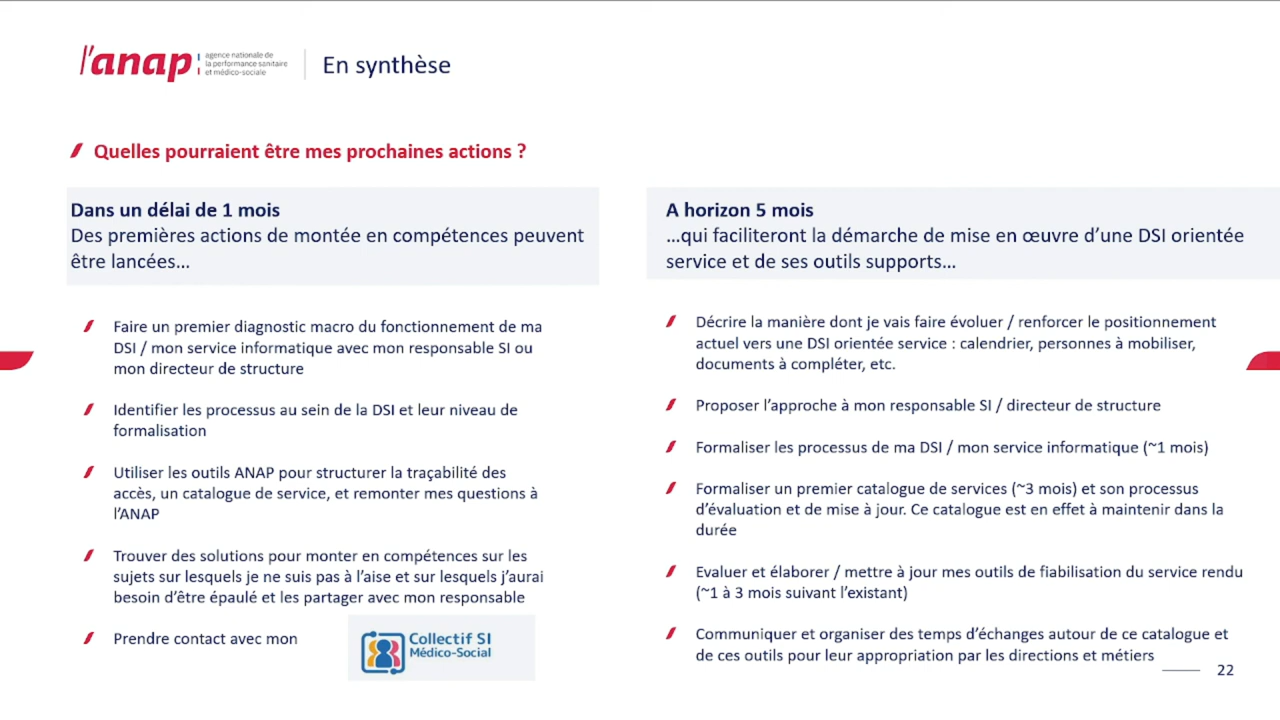 l'anap
agence nationale de
la performance sanitaire
et médico-sociale
En synthèse
Quelles pourraient être mes prochaines actions ?
Dans un délai de 1 mois
Des premières actions de montée en compétences peuvent
être lancées…
Faire un premier diagnostic macro du fonctionnement de ma
DSI / mon service informatique avec mon responsable SI ou
mon directeur de structure
Identifier les processus au sein de la DSI et leur niveau de
formalisation
Utiliser les outils ANAP pour structurer la traçabilité des
accès, un catalogue de service, et remonter mes questions à
l'ANAP
Trouver des solutions pour monter en compétences sur les
sujets sur lesquels je ne suis pas à l'aise et sur lesquels j'aurai
besoin d'être épaulé et les partager avec mon responsable
Prendre contact avec mon
Collectif SI
Médico-Social
A horizon 5 mois
…qui faciliteront la démarche de mise en œuvre d'une DSI orientée
service et de ses outils supports…
Décrire la manière dont je vais faire évoluer / renforcer le positionnement
actuel vers une DSI orientée service : calendrier, personnes à mobiliser,
documents à compléter, etc.
Proposer l'approche à mon responsable SI / directeur de structure
Formaliser les processus de ma DSI / mon service informatique (~1 mois)
Formaliser un premier catalogue de services (~3 mois) et son processus
d'évaluation et de mise à jour. Ce catalogue est en effet à maintenir dans la
durée
Evaluer et élaborer / mettre à jour mes outils de fiabilisation du service rendu
(~1 à 3 mois suivant l'existant)
Communiquer et organiser des temps d'échanges autour de ce catalogue et
de ces outils pour leur appropriation par les directions et métiers
22